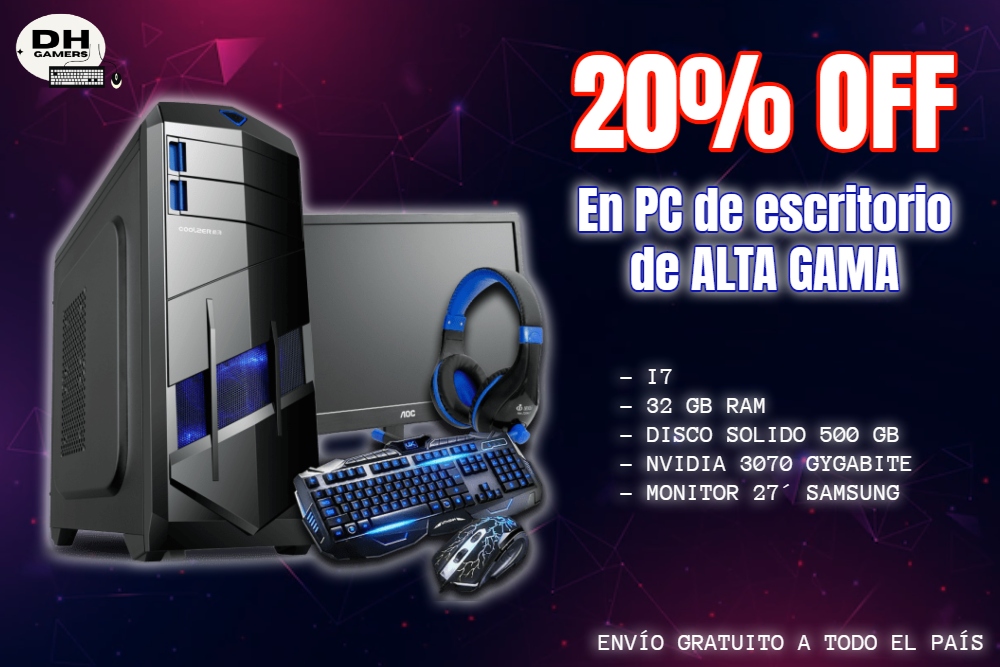 DH
GAMERS
20% OFF
En PC de escritorio
de ALTA GAMA
COOLZER
AOC
- I7
- 32 GB RAM
- DISCO SOLIDO 500 GB
- NVIDIA 3070 GYGABITE
- MONITOR 27´ SAMSUNG
ENVÍO GRATUITO A TODO EL PAÍS